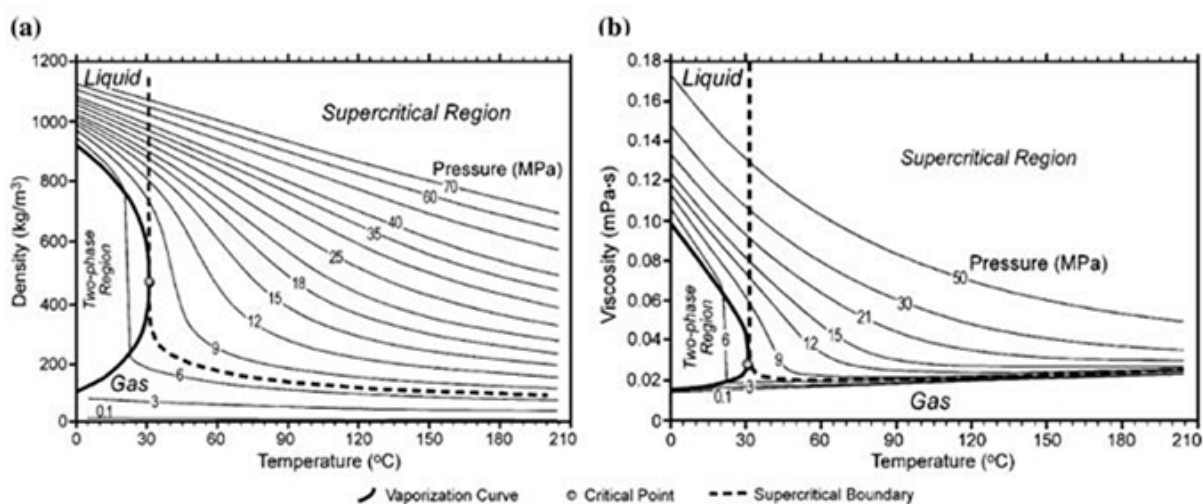 (a)
1200
1000
800
600
400
200
0
Density (kg/m³)
Liquid
Supercritical Region
Pressure (MPa)
70
60
40
35
25
18
15
12
9
6
3
0.1
Two-phase
Region
Gas
0 30 60 90 120 150 180 210
Temperature (°C)
(b)
0.18
0.16
0.14
0.12
0.10
0.08
0.06
0.04
0.02
0
Viscosity (mPa·s)
Liquid
Supercritical Region
Pressure (MPa)
50
30
21
15
12
9
6
3
0.1
Two-phase
Region
Gas
0 30 60 90 120 150 180 210
Temperature (°C)
Vaporization Curve Critical Point Supercritical Boundary